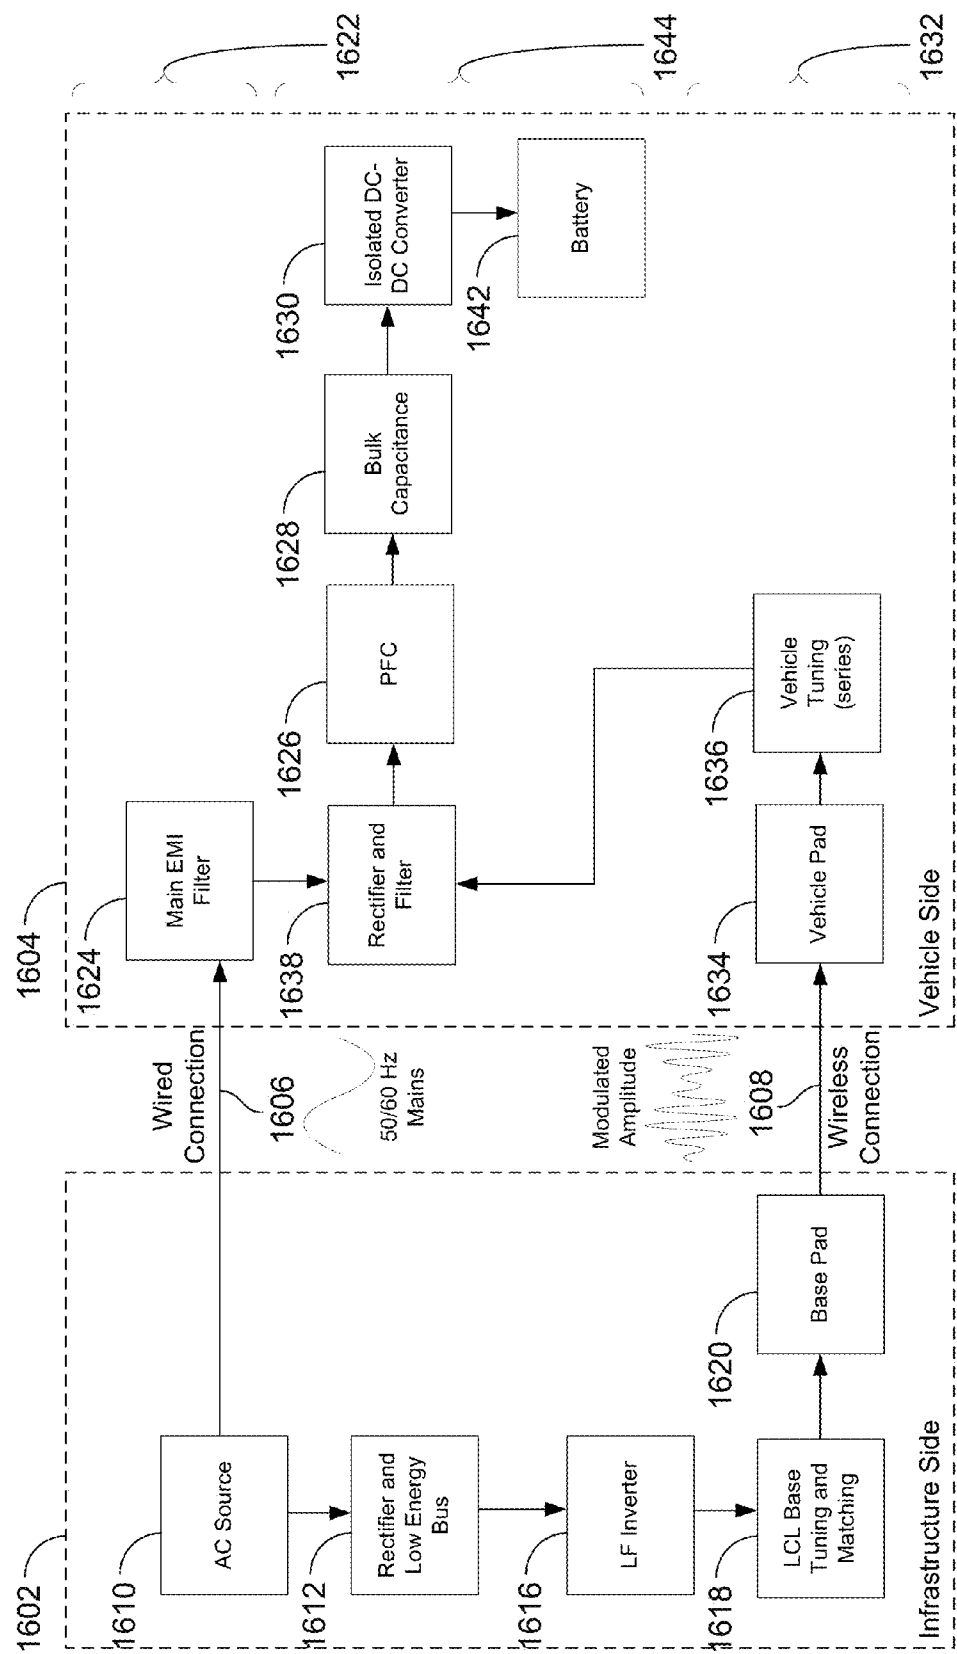 1602
1604
1610
AC Source
Wired
Connection
1606
50/60 Hz
Mains
1624
Main EMI
Filter
1622
1612
Rectifier and
Low Energy
Bus
1638
Rectifier and
Filter
1626
PFC
1628
Bulk
Capacitance
1630
Isolated DC-
DC Converter
1642
Battery
1644
1616
LF Inverter
Modulated
Amplitude
1618
LCL Base
Tuning and
Matching
1620
Base Pad
1608
Wireless
Connection
1634
Vehicle Pad
1636
Vehicle
Tuning
(series)
1632
Infrastructure Side
Vehicle Side